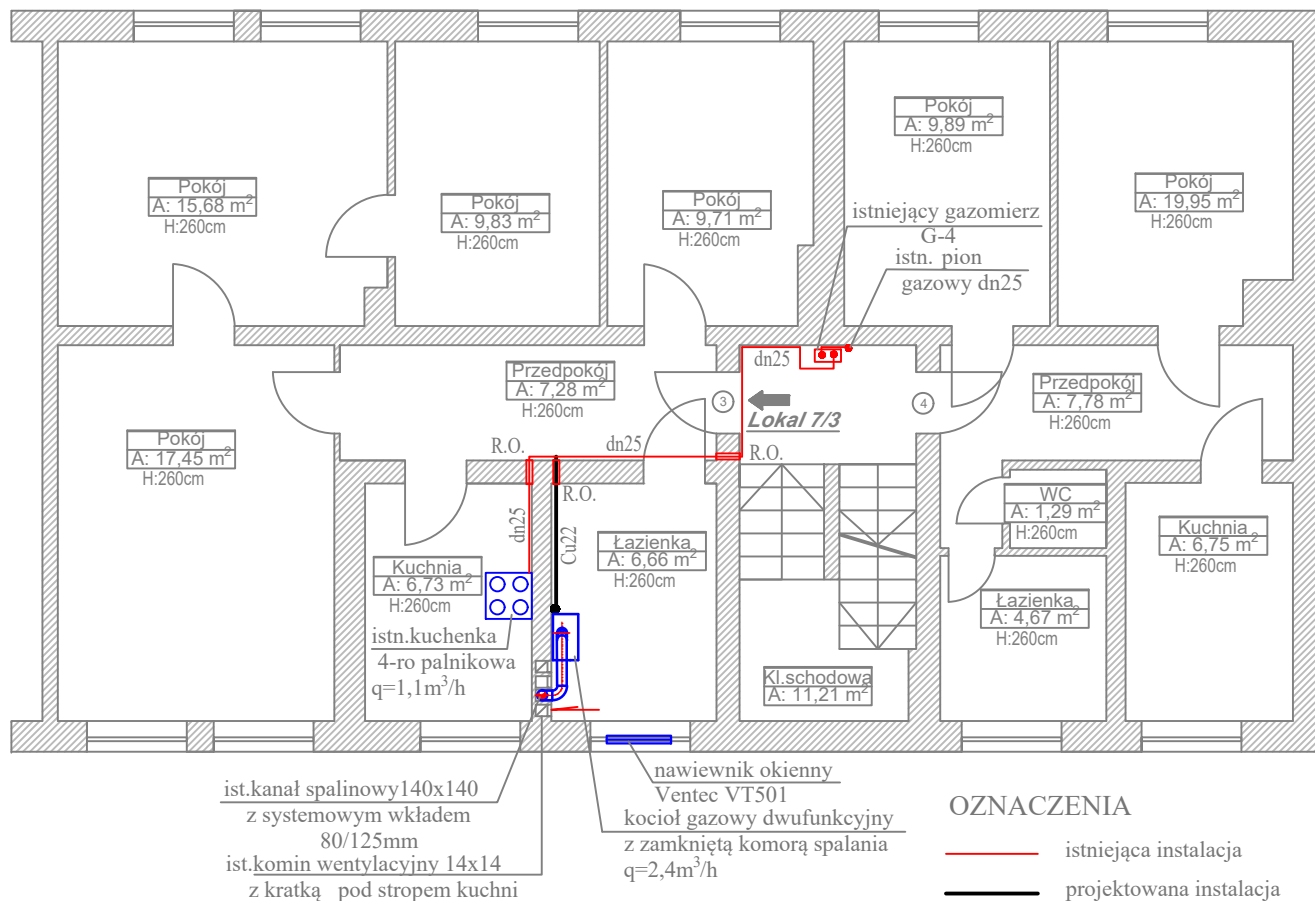 Pokój
A: 15,68 m²
H:260cm
Pokój
A: 9,83 m²
H:260cm
Pokój
A: 9,71 m²
H:260cm
Pokój
A: 9,89 m²
H:260cm
Pokój
A: 19,95 m²
H:260cm
istniejący gazomierz
G-4
istn. pion
gazowy dn25
dn25
Przedpokój
A: 7,28 m²
H:260cm
3
Lokal 7/3
4
Przedpokój
A: 7,78 m²
H:260cm
Pokój
A: 17,45 m²
H:260cm
R.O.
dn25
R.O.
R.O.
dn25
Cu22
WC
A: 1,29 m²
H:260cm
Kuchnia
A: 6,75 m²
H:260cm
Kuchnia
A: 6,73 m²
H:260cm
Łazienka
A: 6,66 m²
H:260cm
Łazienka
A: 4,67 m²
H:260cm
istn.kuchenka
4-ro palnikowa
q=1,1m³/h
Kl.schodowa
A: 11,21 m²
ist.kanał spalinowy140x140
z systemowym wkładem
80/125mm
ist.komin wentylacyjny 14x14
z kratką pod stropem kuchni
nawiewnik okienny
Ventec VT501
kocioł gazowy dwufunkcyjny
z zamkniętą komorą spalania
q=2,4m³/h
OZNACZENIA
istniejąca instalacja
projektowana instalacja